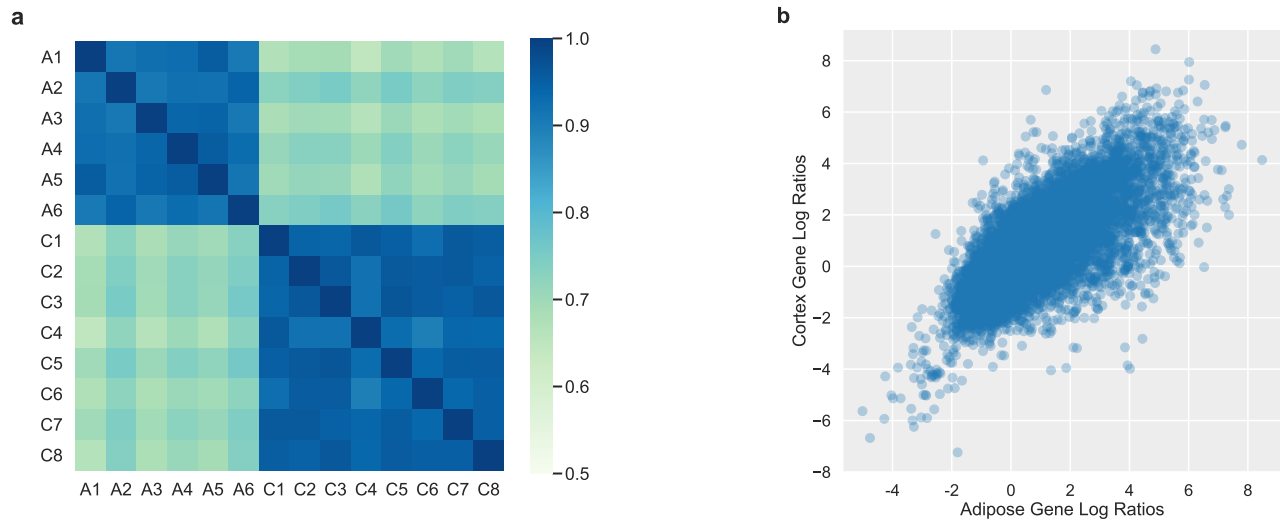 a
A1
A2
A3
A4
A5
A6
C1
C2
C3
C4
C5
C6
C7
C8
A1 A2 A3 A4 A5 A6 C1 C2 C3 C4 C5 C6 C7 C8
1.0
0.9
0.8
0.7
0.6
0.5
b
Cortex Gene Log Ratios
8
6
4
2
0
−2
−4
−6
−8
-4 -2 0 2 4 6 8
Adipose Gene Log Ratios